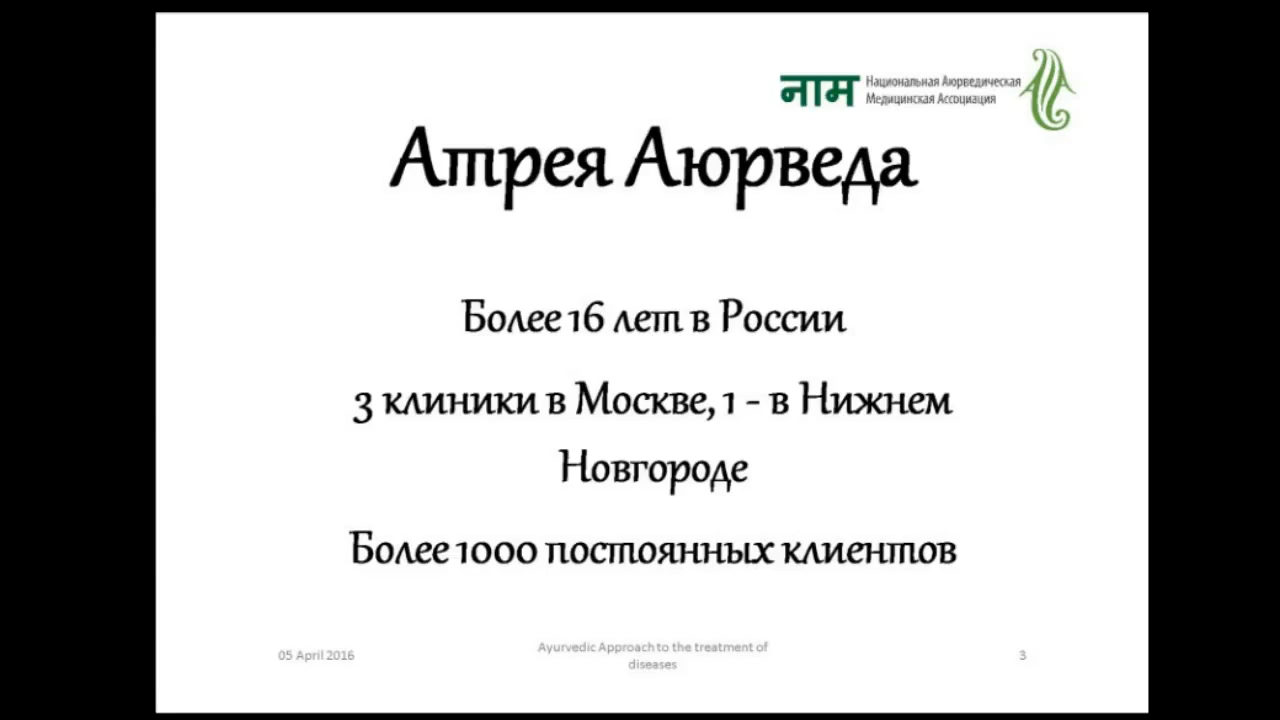 नाम Национальная Аюрведическая
Медицинская Ассоциация
Атрея Аюрведа
Более 16 лет в России
3 клиники в Москве, 1 - в Нижнем
Новгороде
Более 1000 постоянных клиентов
05 April 2016
Ayurvedic Approach to the treatment of
diseases
3